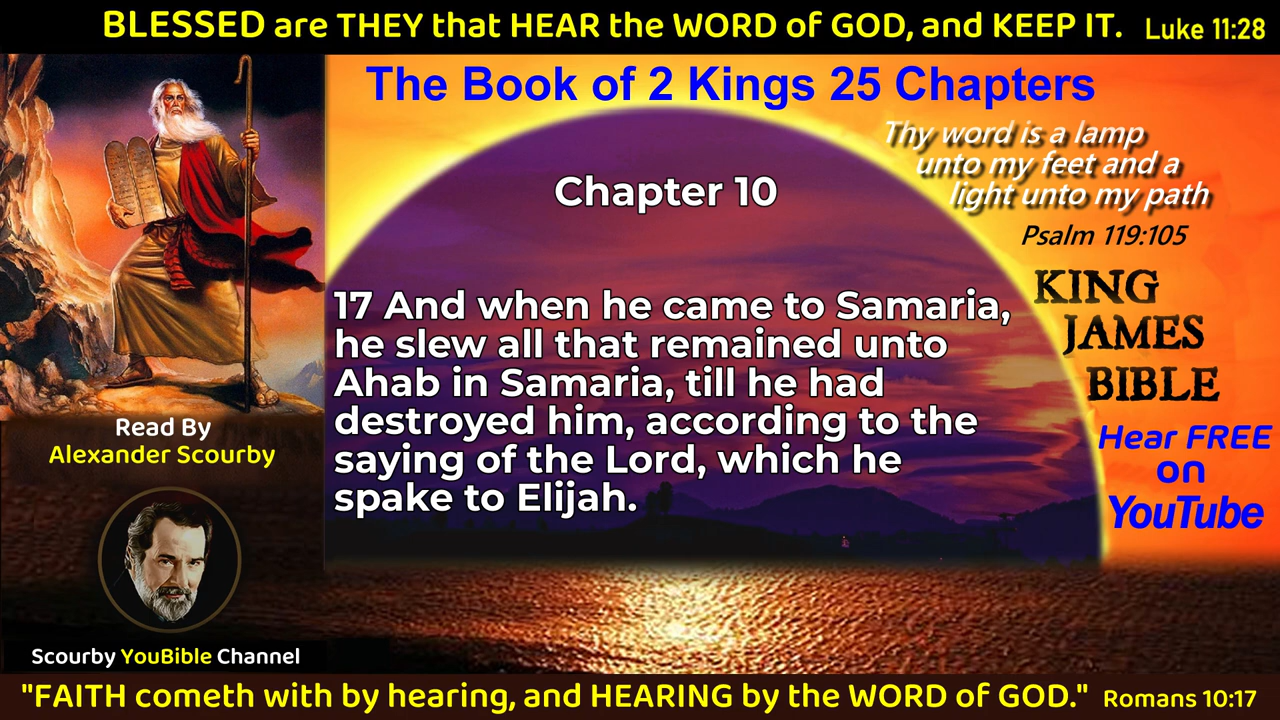 BLESSED are THEY that HEAR the WORD of GOD, and KEEP IT. Luke 11:28
The Book of 2 Kings 25 Chapters
Thy word is a lamp
unto my feet and a
light unto my path
Psalm 119:105
Chapter 10
17 And when he came to Samaria,
he slew all that remained unto
Ahab in Samaria, till he had
destroyed him, according to the
saying of the Lord, which he
spake to Elijah.
KING
JAMES
BIBLE
Hear FREE
on
YouTube
Read By
Alexander Scourby
Scourby YouBible Channel
"FAITH cometh with by hearing, and HEARING by the WORD of GOD." Romans 10:17